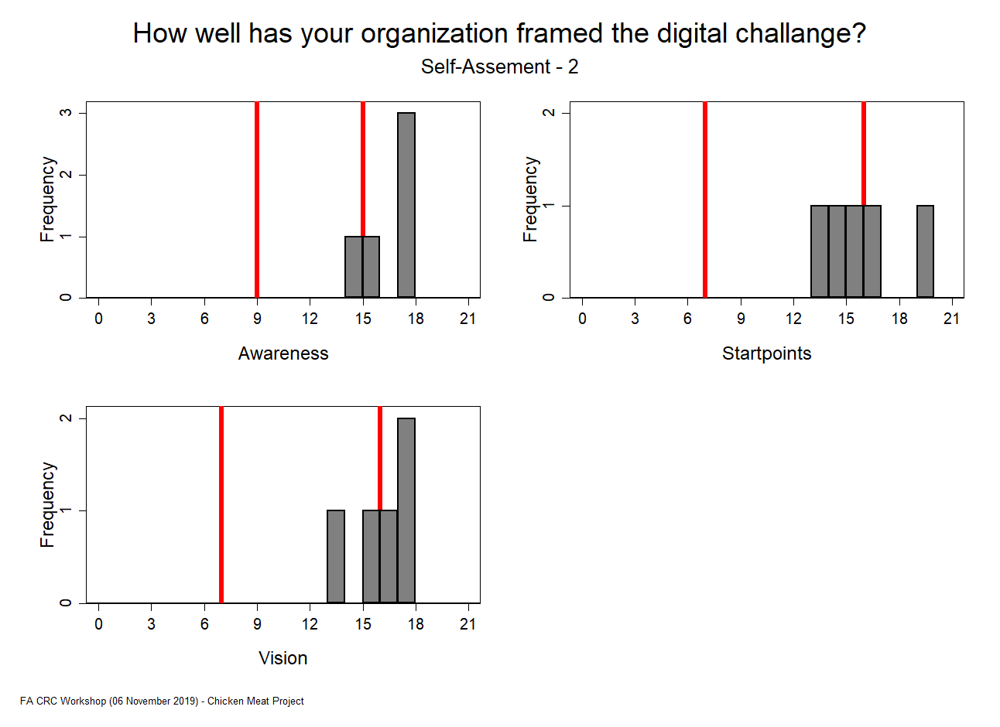 How well has your organization framed the digital challange?
Self-Assement - 2
Frequency
3
2
1
0
0 3 6 9 12 15 18 21
Awareness
Frequency
2
1
0
0 3 6 9 12 15 18 21
Startpoints
Frequency
2
1
0
0 3 6 9 12 15 18 21
Vision
FA CRC Workshop (06 November 2019) - Chicken Meat Project